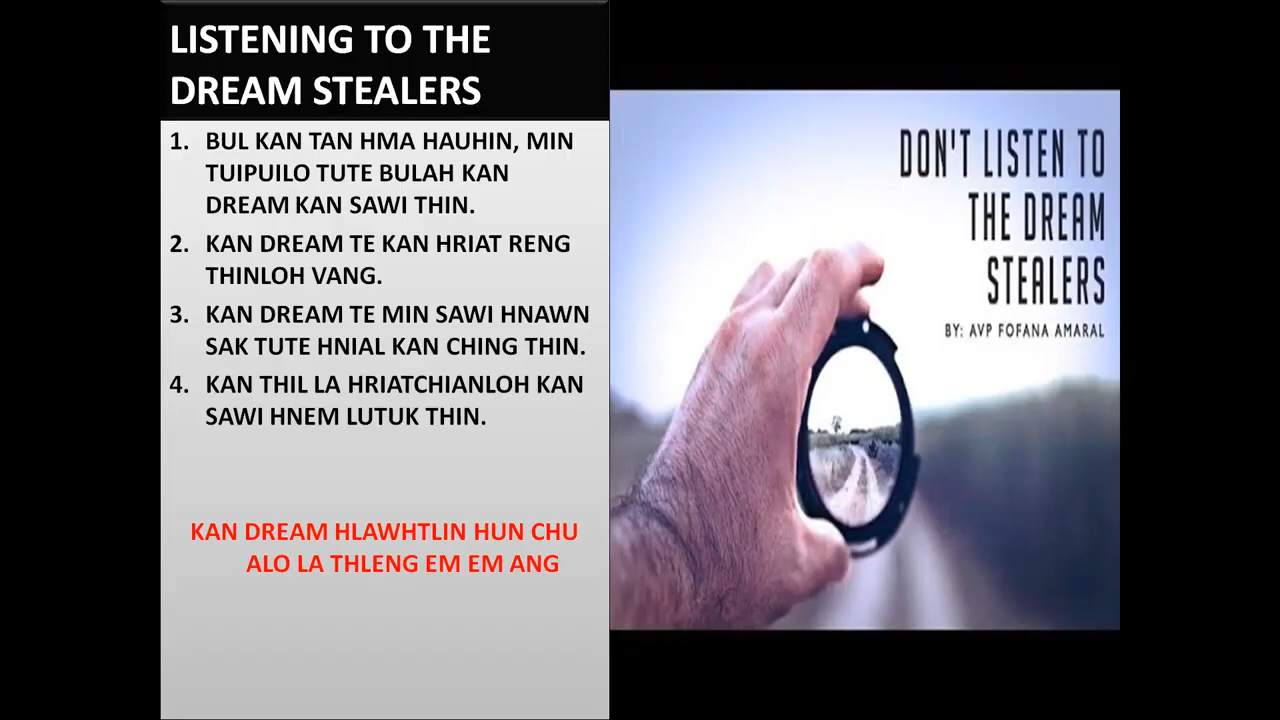 LISTENING TO THE
DREAM STEALERS
1. BUL KAN TAN HMA HAUHIN, MIN
TUIPUILO TUTE BULAH KAN
DREAM KAN SAWI THIN.
2. KAN DREAM TE KAN HRIAT RENG
THINLOH VANG.
3. KAN DREAM TE MIN SAWI HNAWN
SAK TUTE HNIAL KAN CHING THIN.
4. KAN THIL LA HRIATCHIANLOH KAN
SAWI HNEM LUTUK THIN.
KAN DREAM HLAWHTLIN HUN CHU
ALO LA THLENG EM EM ANG
DON'T LISTEN TO
THE DREAM
STEALERS
BY: AVP FOFANA AMARAL